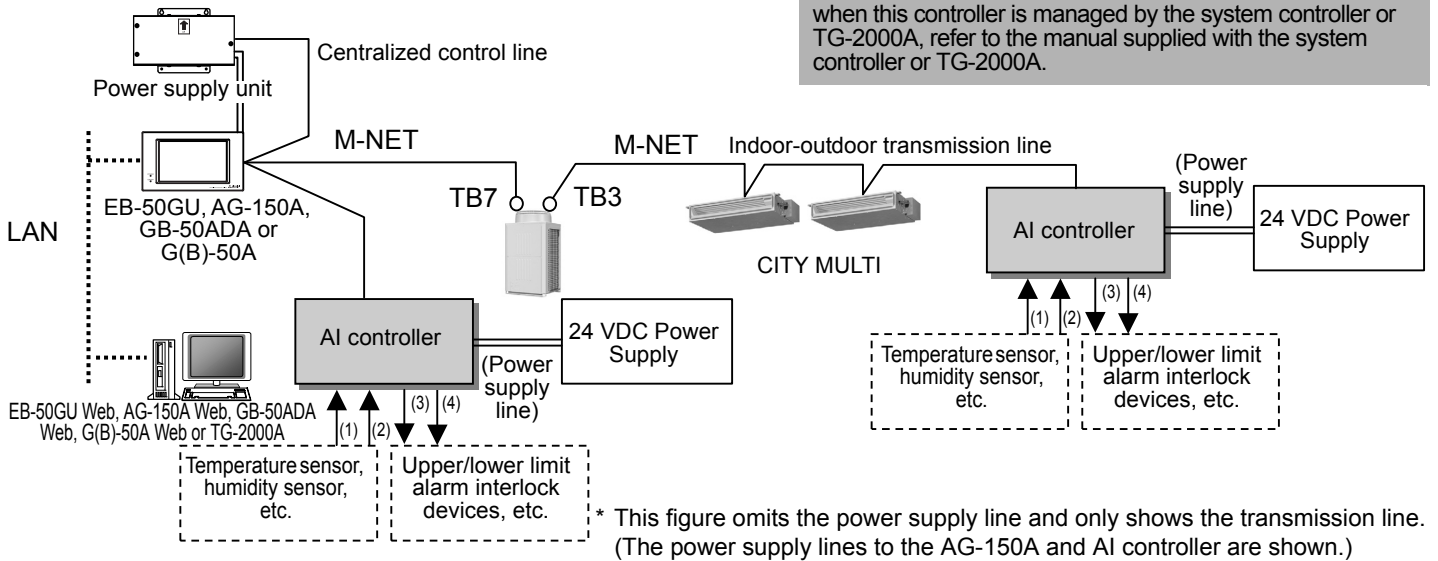 when this controller is managed by the system controller or
TG-2000A, refer to the manual supplied with the system
controller or TG-2000A.
Centralized control line
Power supply unit
M-NET
M-NET
Indoor-outdoor transmission line
TB7
TB3
LAN
EB-50GU, AG-150A,
GB-50ADA or
G(B)-50A
CITY MULTI
AI controller
(Power
supply
line)
24 VDC Power
Supply
(1)
(2)
(3)
(4)
Temperature sensor,
humidity sensor,
etc.
Upper/lower limit
alarm interlock
devices, etc.
AI controller
(Power
supply
line)
24 VDC Power
Supply
EB-50GU Web, AG-150A Web, GB-50ADA
Web, G(B)-50A Web or TG-2000A
(1)
(2)
(3)
(4)
Temperature sensor,
humidity sensor,
etc.
Upper/lower limit
alarm interlock
devices, etc.
* This figure omits the power supply line and only shows the transmission line.
(The power supply lines to the AG-150A and AI controller are shown.)